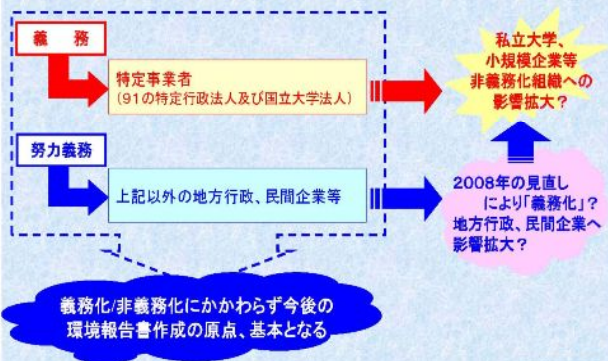 義　務
特定事業者
(91の特定行政法人及び国立大学法人)
私立大学、
小規模企業等
非義務化組織への
影響拡大？
努力義務
上記以外の地方行政、民間企業等
2008年の見直し
により「義務化」？
地方行政、民間企業へ
影響拡大？
義務化/非義務化にかかわらず今後の
環境報告書作成の原点、基本となる